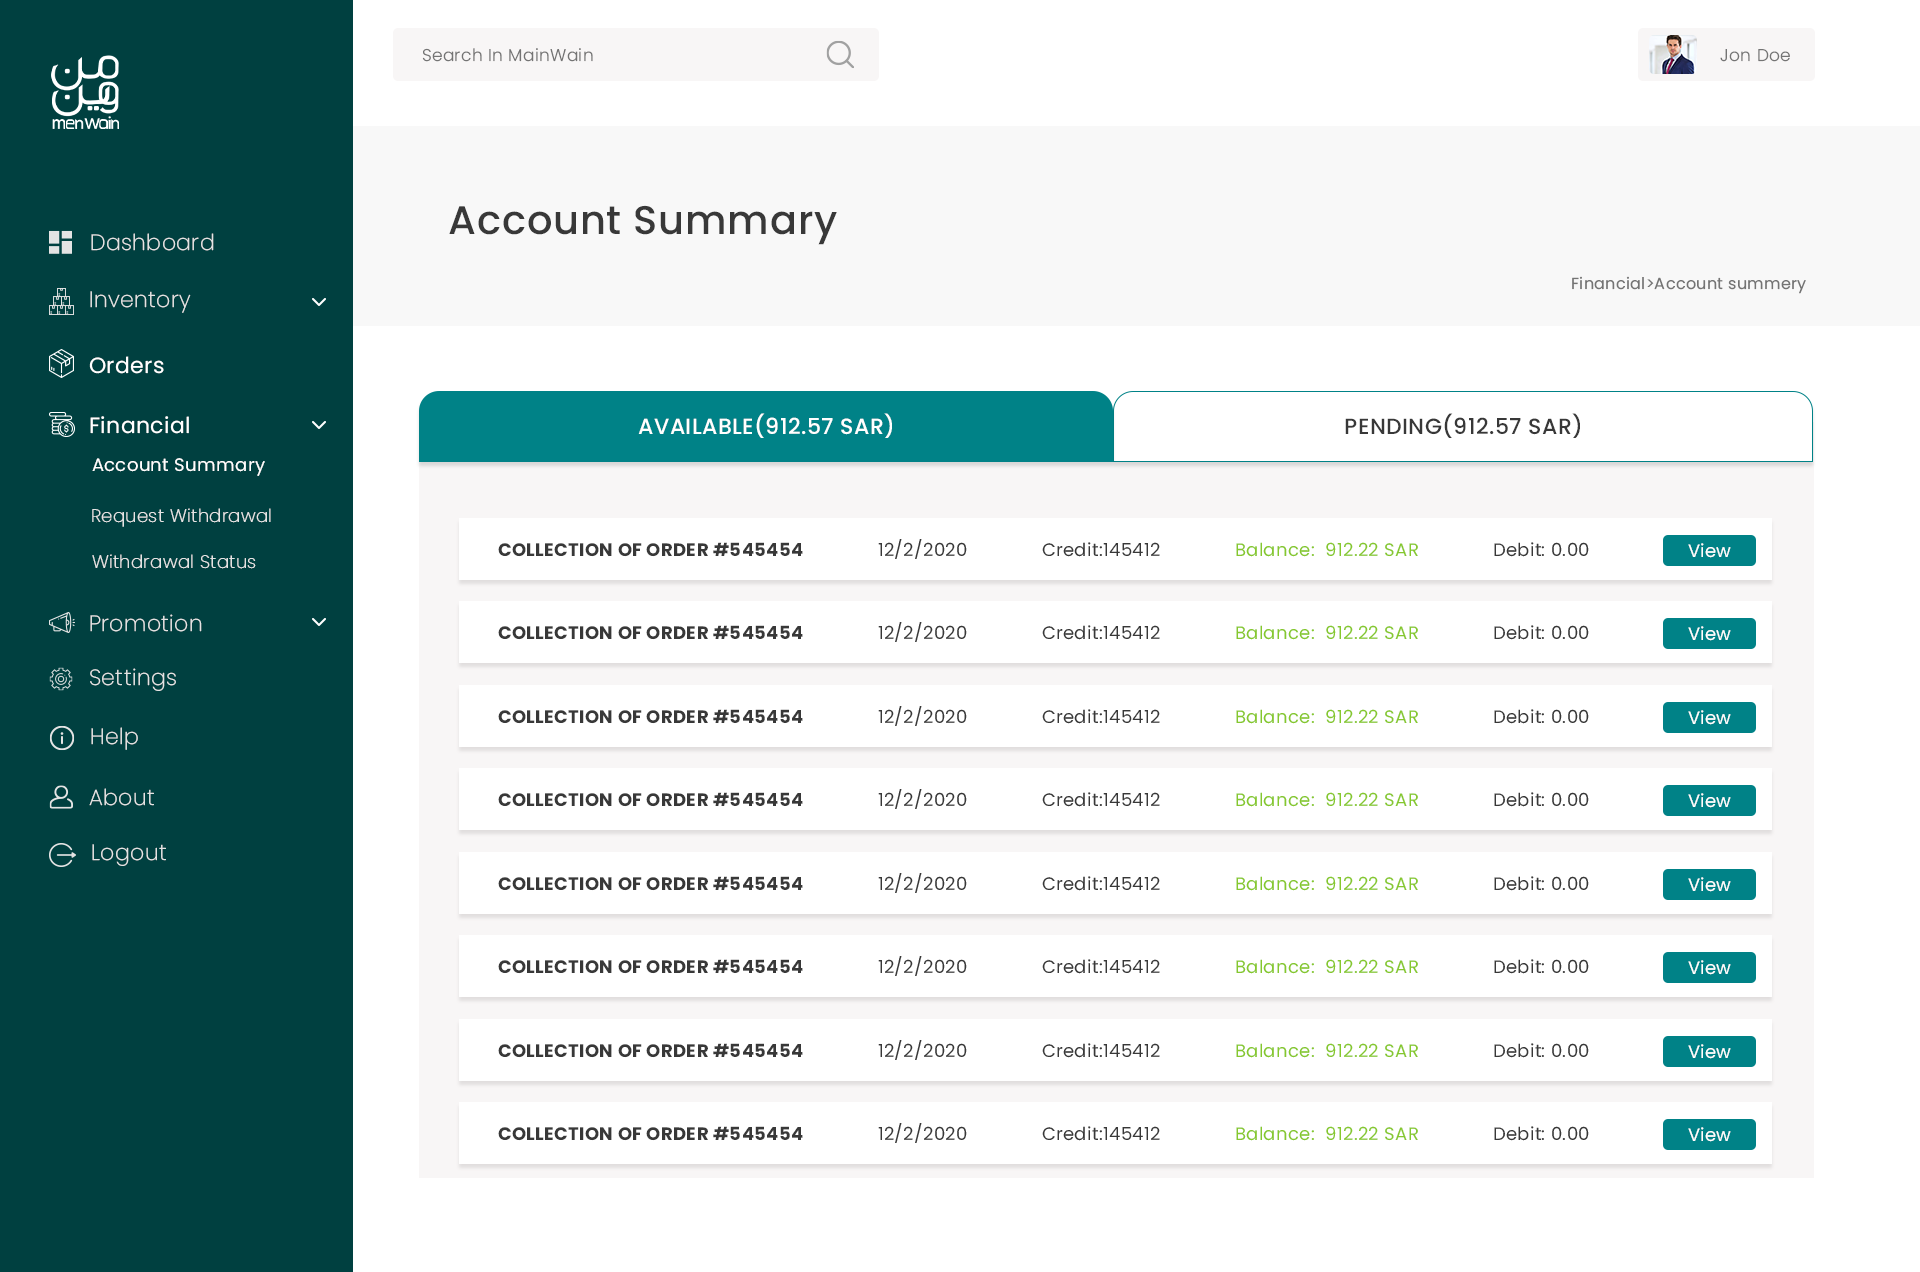 من
وين
menWain
Search In MainWain
Jon Doe
Dashboard
Inventory
Orders
Financial
Account Summary
Request Withdrawal
Withdrawal Status
Promotion
Settings
Help
About
Logout
Account Summary
Financial>Account summery
AVAILABLE(912.57 SAR)
PENDING(912.57 SAR)
COLLECTION OF ORDER #545454 12/2/2020 Credit:145412 Balance: 912.22 SAR Debit: 0.00 View
COLLECTION OF ORDER #545454 12/2/2020 Credit:145412 Balance: 912.22 SAR Debit: 0.00 View
COLLECTION OF ORDER #545454 12/2/2020 Credit:145412 Balance: 912.22 SAR Debit: 0.00 View
COLLECTION OF ORDER #545454 12/2/2020 Credit:145412 Balance: 912.22 SAR Debit: 0.00 View
COLLECTION OF ORDER #545454 12/2/2020 Credit:145412 Balance: 912.22 SAR Debit: 0.00 View
COLLECTION OF ORDER #545454 12/2/2020 Credit:145412 Balance: 912.22 SAR Debit: 0.00 View
COLLECTION OF ORDER #545454 12/2/2020 Credit:145412 Balance: 912.22 SAR Debit: 0.00 View
COLLECTION OF ORDER #545454 12/2/2020 Credit:145412 Balance: 912.22 SAR Debit: 0.00 View